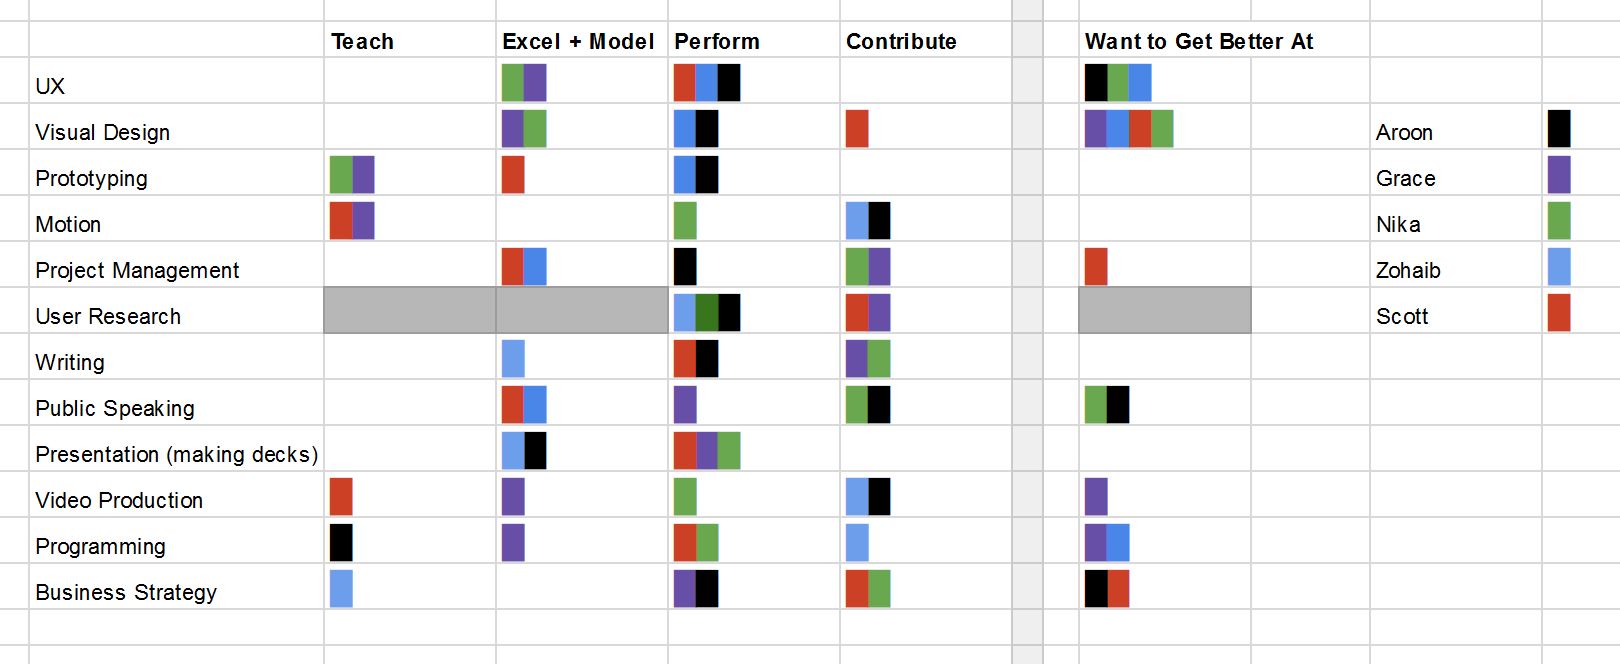 Teach Excel + Model Perform Contribute Want to Get Better At
UX
Visual Design Aroon
Prototyping Grace
Motion Nika
Project Management Zohaib
User Research Scott
Writing
Public Speaking
Presentation (making decks)
Video Production
Programming
Business Strategy